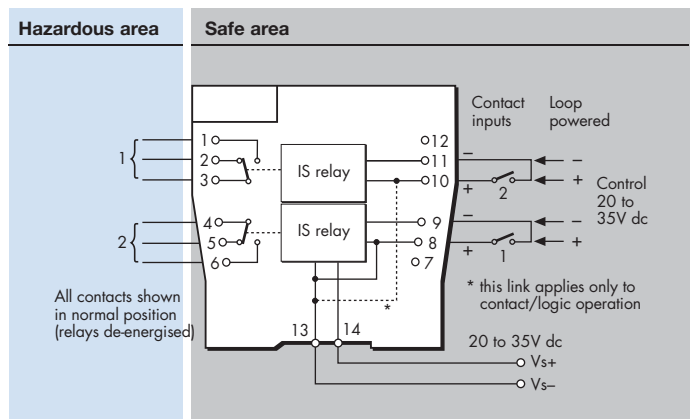 Hazardous area
Safe area
Contact inputs
Loop powered
1
1
2
3
IS relay
12
11
10
–
+
2
–
+
Control
20 to
35V dc
2
4
5
6
IS relay
9
8
7
–
+
1
–
+
* this link applies only to
contact/logic operation
*
All contacts shown
in normal position
(relays de-energised)
13
14
20 to 35V dc
Vs+
Vs–